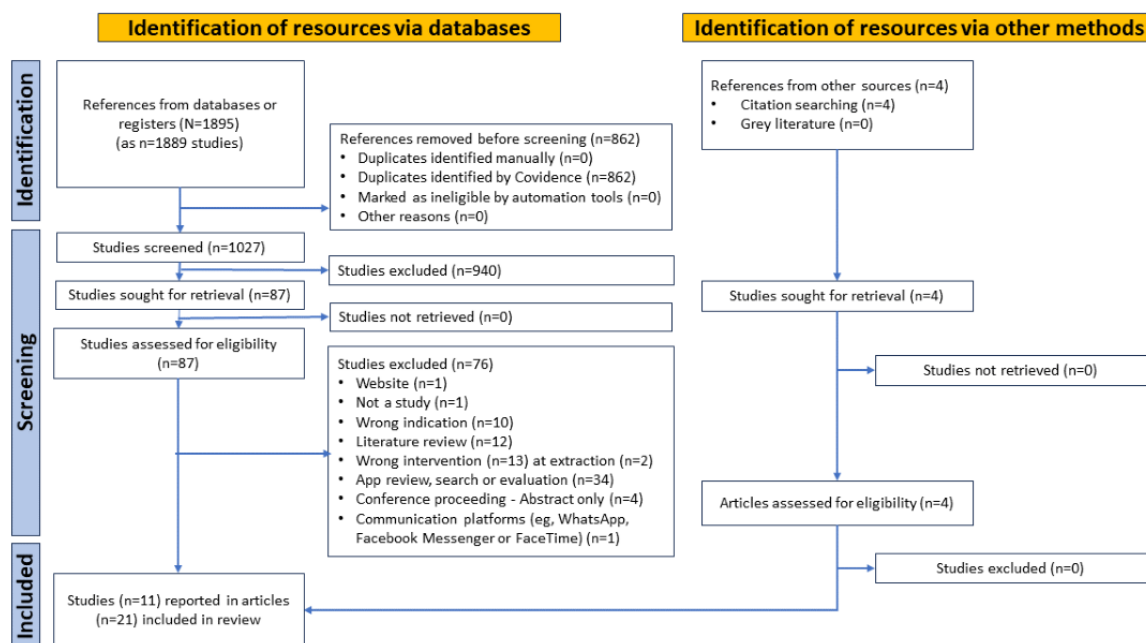 Identification of resources via databases
Identification of resources via other methods
Identification
References from databases or
registers (N=1895)
(as n=1889 studies)
References removed before screening (n=862)
• Duplicates identified manually (n=0)
• Duplicates identified by Covidence (n=862)
• Marked as ineligible by automation tools (n=0)
• Other reasons (n=0)
References from other sources (n=4)
• Citation searching (n=4)
• Grey literature (n=0)
Screening
Studies screened (n=1027)
Studies excluded (n=940)
Studies sought for retrieval (n=87)
Studies not retrieved (n=0)
Studies assessed for eligibility
(n=87)
Studies excluded (n=76)
• Website (n=1)
• Not a study (n=1)
• Wrong indication (n=10)
• Literature review (n=12)
• Wrong intervention (n=13) at extraction (n=2)
• App review, search or evaluation (n=34)
• Conference proceeding - Abstract only (n=4)
• Communication platforms (eg, WhatsApp,
Facebook Messenger or FaceTime) (n=1)
Studies sought for retrieval (n=4)
Studies not retrieved (n=0)
Articles assessed for eligibility (n=4)
Studies excluded (n=0)
Included
Studies (n=11) reported in articles
(n=21) included in review